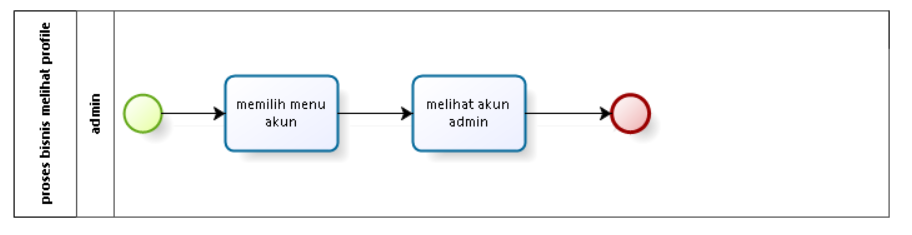 proses bisnis melihat profile
admin
memilih menu
akun
melihat akun
admin